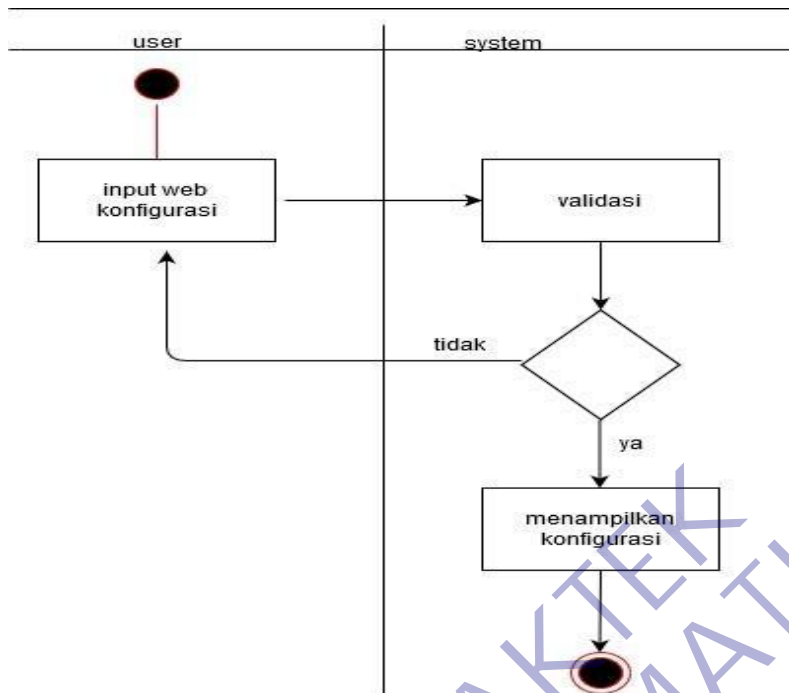 user
system
input web
konfigurasi
validasi
tidak
ya
menampilkan
konfigurasi